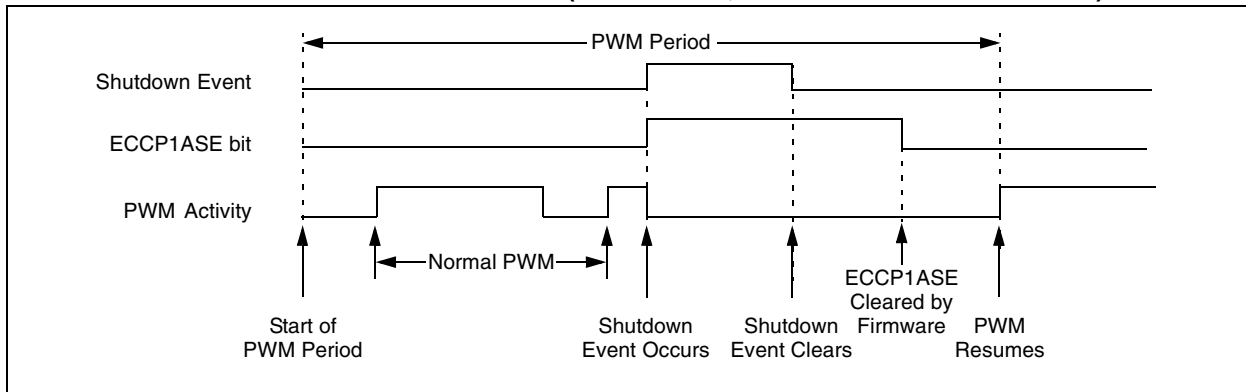 PWM Period
Shutdown Event
ECCP1ASE bit
PWM Activity
Normal PWM
Start of
PWM Period
Shutdown
Event Occurs
Shutdown
Event Clears
ECCP1ASE
Cleared by
Firmware
PWM
Resumes